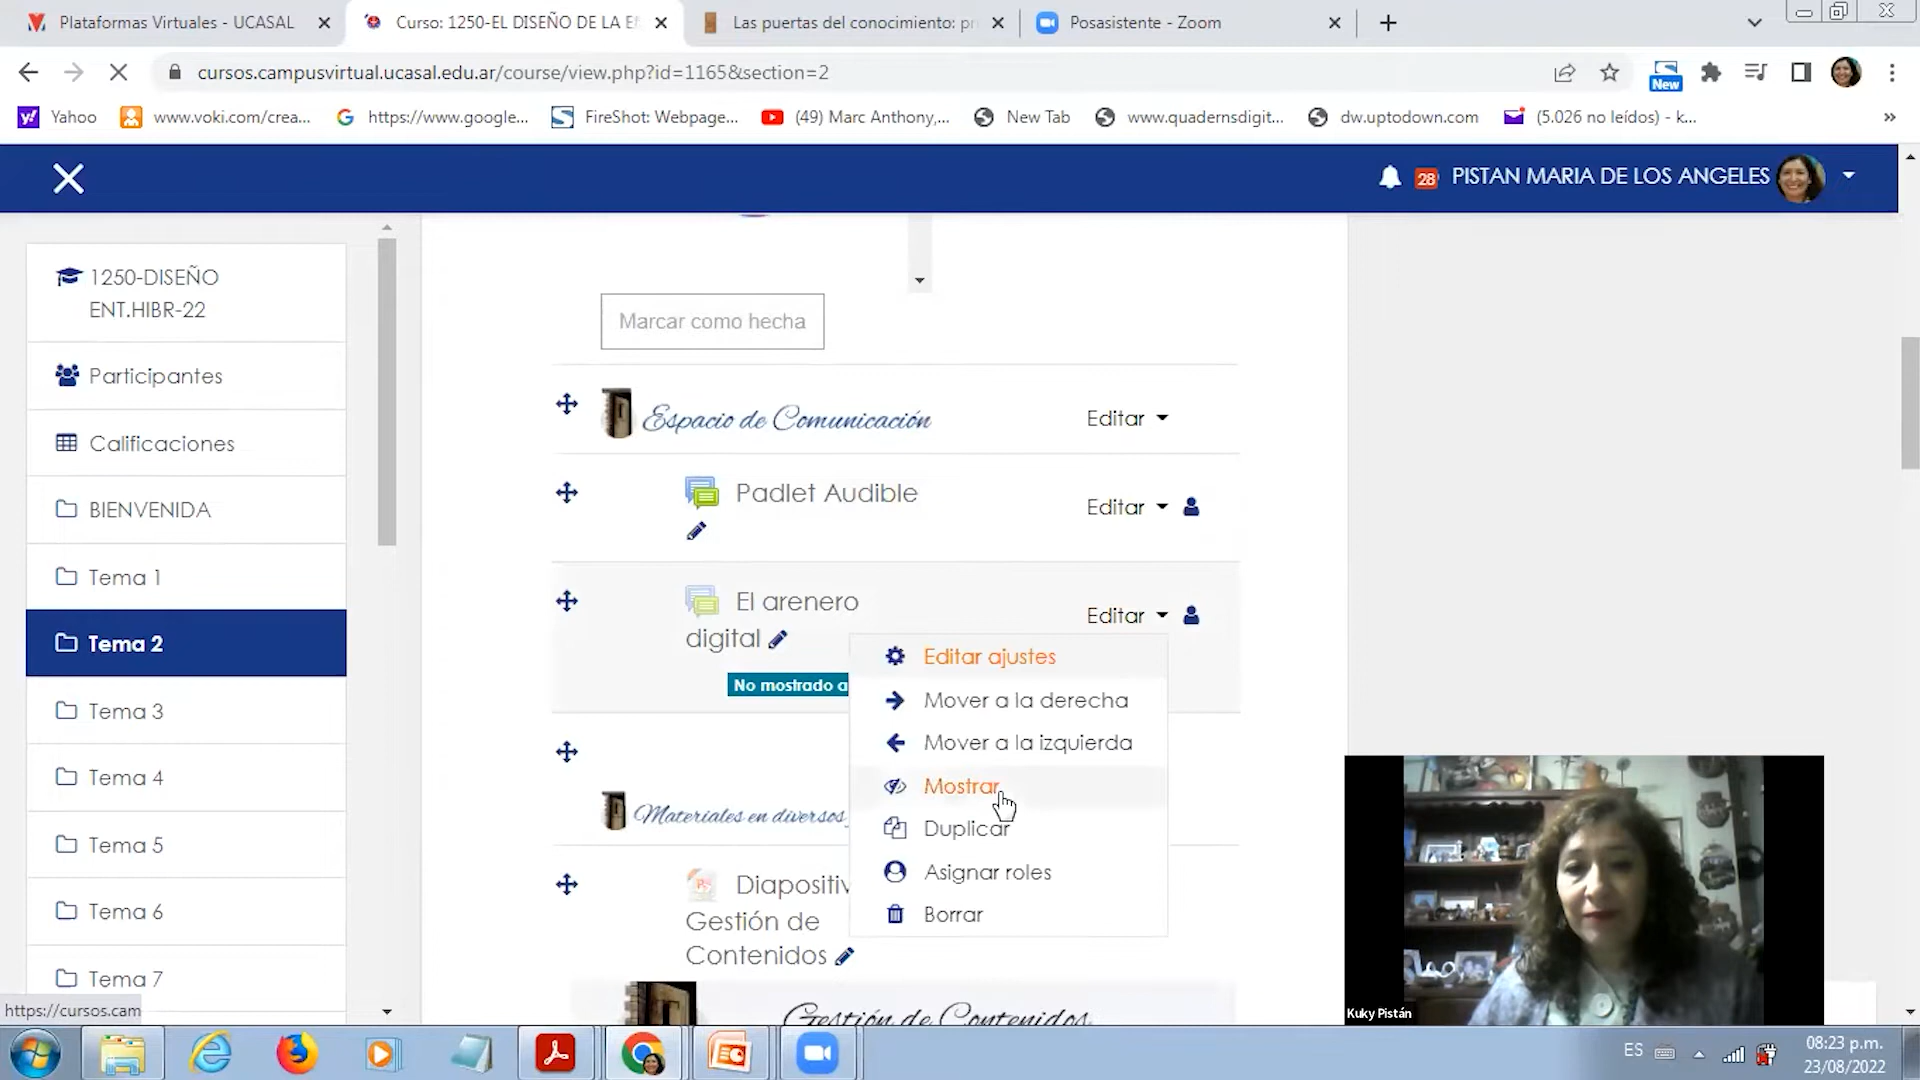 Plataformas Virtuales - UCASAL
Curso: 1250-EL DISEÑO DE LA E
Las puertas del conocimiento: pr
Posasistente - Zoom
cursos.campusvirtual.ucasal.edu.ar/course/view.php?id=1165&section=2
New
Yahoo
www.voki.com/crea...
https://www.google...
FireShot: Webpage...
(49) Marc Anthony,...
New Tab
www.quadernsdigit...
dw.uptodown.com
(5.026 no leídos) - k...
»
28
PISTAN MARIA DE LOS ANGELES
1250-DISEÑO
ENT.HIBR-22
Participantes
Calificaciones
BIENVENIDA
Tema 1
Tema 2
Tema 3
Tema 4
Tema 5
Tema 6
Tema 7
https://cursos.cam
Marcar como hecha
Espacio de Comunicación
Editar
Padlet Audible
Editar
El arenero
digital
Editar
No mostrado a
Editar ajustes
Mover a la derecha
Mover a la izquierda
Mostrar
Duplicar
Asignar roles
Borrar
Materiales en diversos
Diapositiv
Gestión de
Contenidos
Gestión de Contenidos
Kuky Pistán
ES
08:23 p.m.
23/08/2022